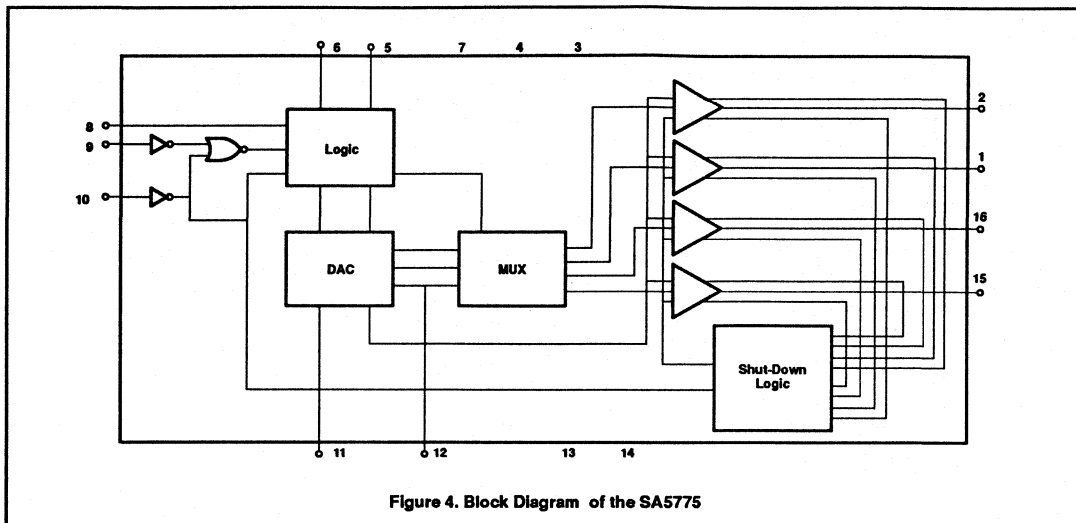 6 5 7 4 3
2
8
9
Logic
1
10
16
DAC
MUX
15
Shut-Down
Logic
11 12 13 14
Figure 4. Block Diagram of the SA5775